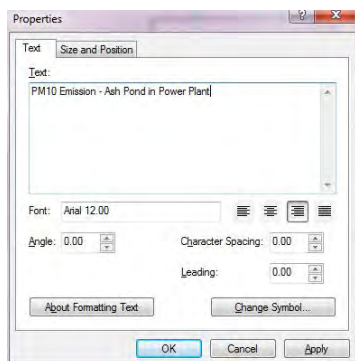 Properties
Text Size and Position
Text:
PM10 Emission - Ash Pond in Power Plant
Font: Arial 12.00
Angle: 0.00 Character Spacing: 0.00
Leading: 0.00
About Formatting Text Change Symbol...
OK Cancel Apply